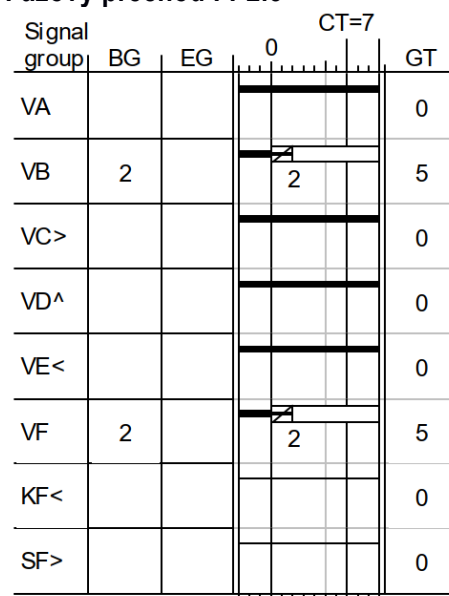 CT=7
Signal
group BG EG 0 GT
VA 0
VB 2 2 5
VC> 0
VD^ 0
VE< 0
VF 2 2 5
KF< 0
SF> 0